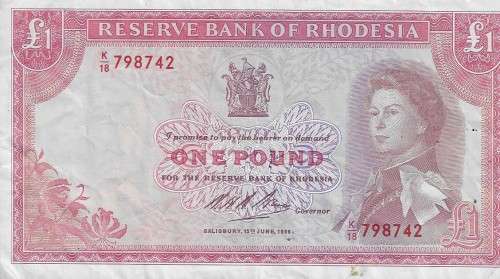 £1 RESERVE BANK OF RHODESIA £1
K/18 798742
I promise to pay the bearer on demand
ONE POUND
FOR THE RESERVE BANK OF RHODESIA
Governor
K/18 798742
SALISBURY, 15TH JUNE, 1966.
£1